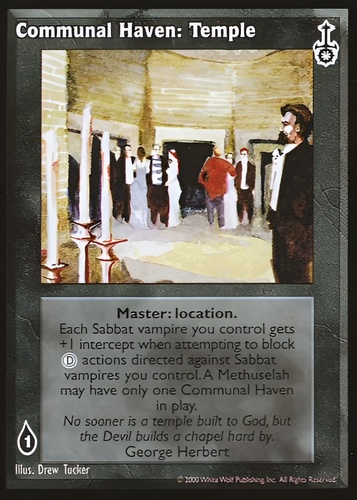 Communal Haven: Temple
Master: location.
Each Sabbat vampire you control gets
+1 intercept when attempting to block
Ⓓ actions directed against Sabbat
vampires you control. A Methuselah
may have only one Communal Haven
in play.
No sooner is a temple built to God, but
the Devil builds a chapel hard by.
George Herbert
1
Illus. Drew Tucker
© 2000 White Wolf Publishing, Inc. All Rights Reserved.